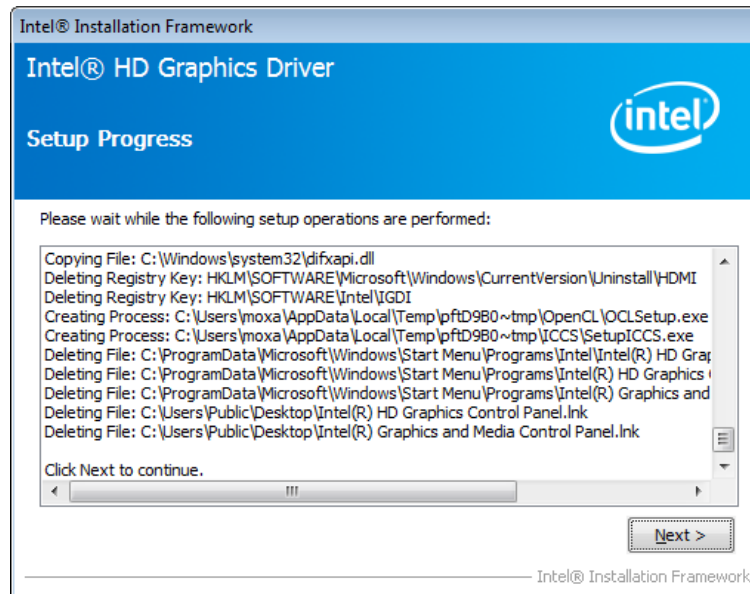 Intel® Installation Framework
Intel® HD Graphics Driver
intel®
Setup Progress
Please wait while the following setup operations are performed:
Copying File: C:\Windows\system32\difxapi.dll
Deleting Registry Key: HKLM\SOFTWARE\Microsoft\Windows\CurrentVersion\Uninstall\HDMI
Deleting Registry Key: HKLM\SOFTWARE\Intel\IGDI
Creating Process: C:\Users\moxa\AppData\Local\Temp\pftD9B0~tmp\OpenCL\OCLSetup.exe
Creating Process: C:\Users\moxa\AppData\Local\Temp\pftD9B0~tmp\ICCS\SetupICCS.exe
Deleting File: C:\ProgramData\Microsoft\Windows\Start Menu\Programs\Intel\Intel(R) HD Grap
Deleting File: C:\ProgramData\Microsoft\Windows\Start Menu\Programs\Intel(R) HD Graphics
Deleting File: C:\ProgramData\Microsoft\Windows\Start Menu\Programs\Intel(R) Graphics and
Deleting File: C:\Users\Public\Desktop\Intel(R) HD Graphics Control Panel.lnk
Deleting File: C:\Users\Public\Desktop\Intel(R) Graphics and Media Control Panel.lnk
Click Next to continue.
Next >
Intel® Installation Framework